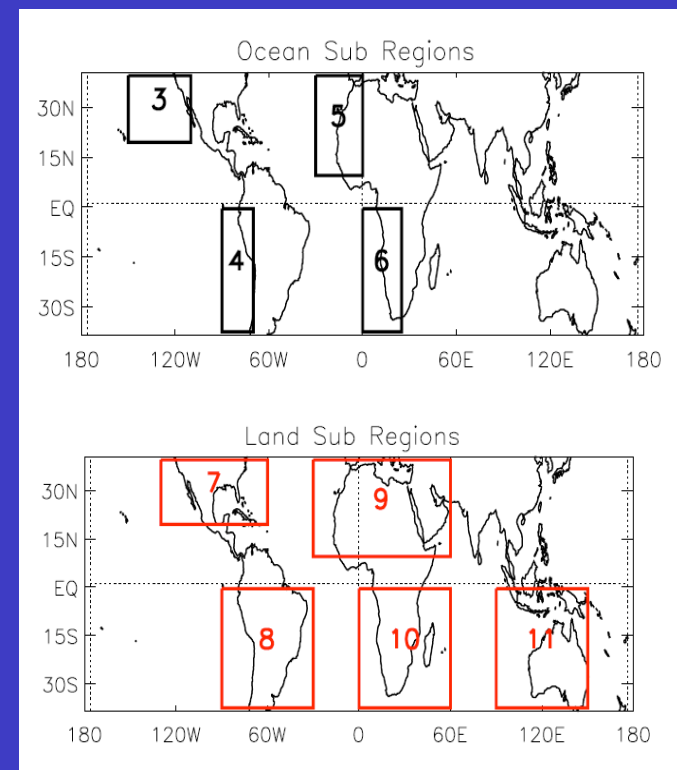 Ocean Sub Regions
30N
15N
EQ
15S
30S
3
5
4
6
180 120W 60W 0 60E 120E 180
Land Sub Regions
30N
15N
EQ
15S
30S
7
9
8
10
11
180 120W 60W 0 60E 120E 180